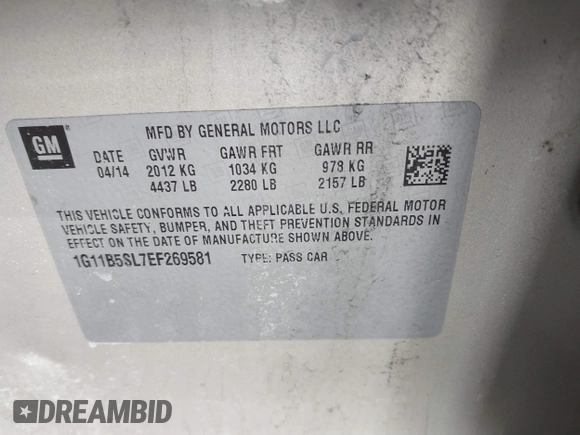 GM
MFD BY GENERAL MOTORS LLC
DATE GVWR GAWR FRT GAWR RR
04/14 2012 KG 1034 KG 978 KG
4437 LB 2280 LB 2157 LB
THIS VEHICLE CONFORMS TO ALL APPLICABLE U.S. FEDERAL MOTOR
VEHICLE SAFETY, BUMPER, AND THEFT PREVENTION STANDARDS IN
EFFECT ON THE DATE OF MANUFACTURE SHOWN ABOVE.
1G11B5SL7EF269581 TYPE: PASS CAR
DREAMBID